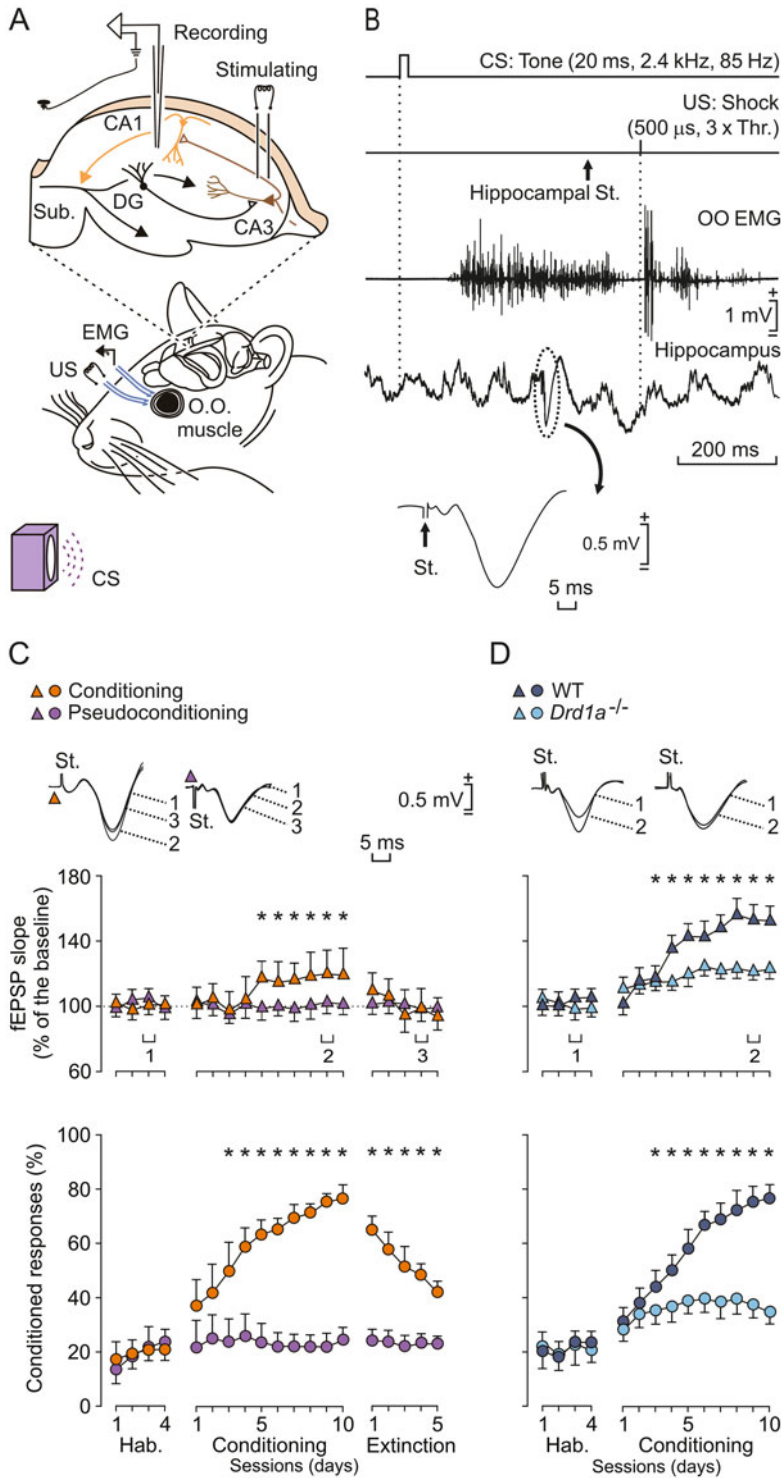 A
Recording
Stimulating
CA1
DG
Sub.
CA3
EMG
US
O.O.
muscle
CS
B
CS: Tone (20 ms, 2.4 kHz, 85 Hz)
US: Shock
(500 µs, 3 x Thr.)
Hippocampal St.
OO EMG
+
1 mV
=
Hippocampus
200 ms
St.
+
0.5 mV
=
5 ms
C
Conditioning
Pseudoconditioning
St.
1
3
2
St.
1
2
3
+
0.5 mV
=
5 ms
180
140
100
60
fEPSP slope
(% of the baseline)
* * * * * *
1
2
3
100
80
60
40
20
0
Conditioned responses (%)
* * * * * * * *
* * * * *
1 4
1 5 10
1 5
Hab.
Conditioning
Extinction
Sessions (days)
D
WT
Drd1a-/-
St.
1
2
St.
1
2
* * * * * * * *
1
2
* * * * * * * *
1 4
1 5 10
Hab.
Conditioning
Sessions (days)